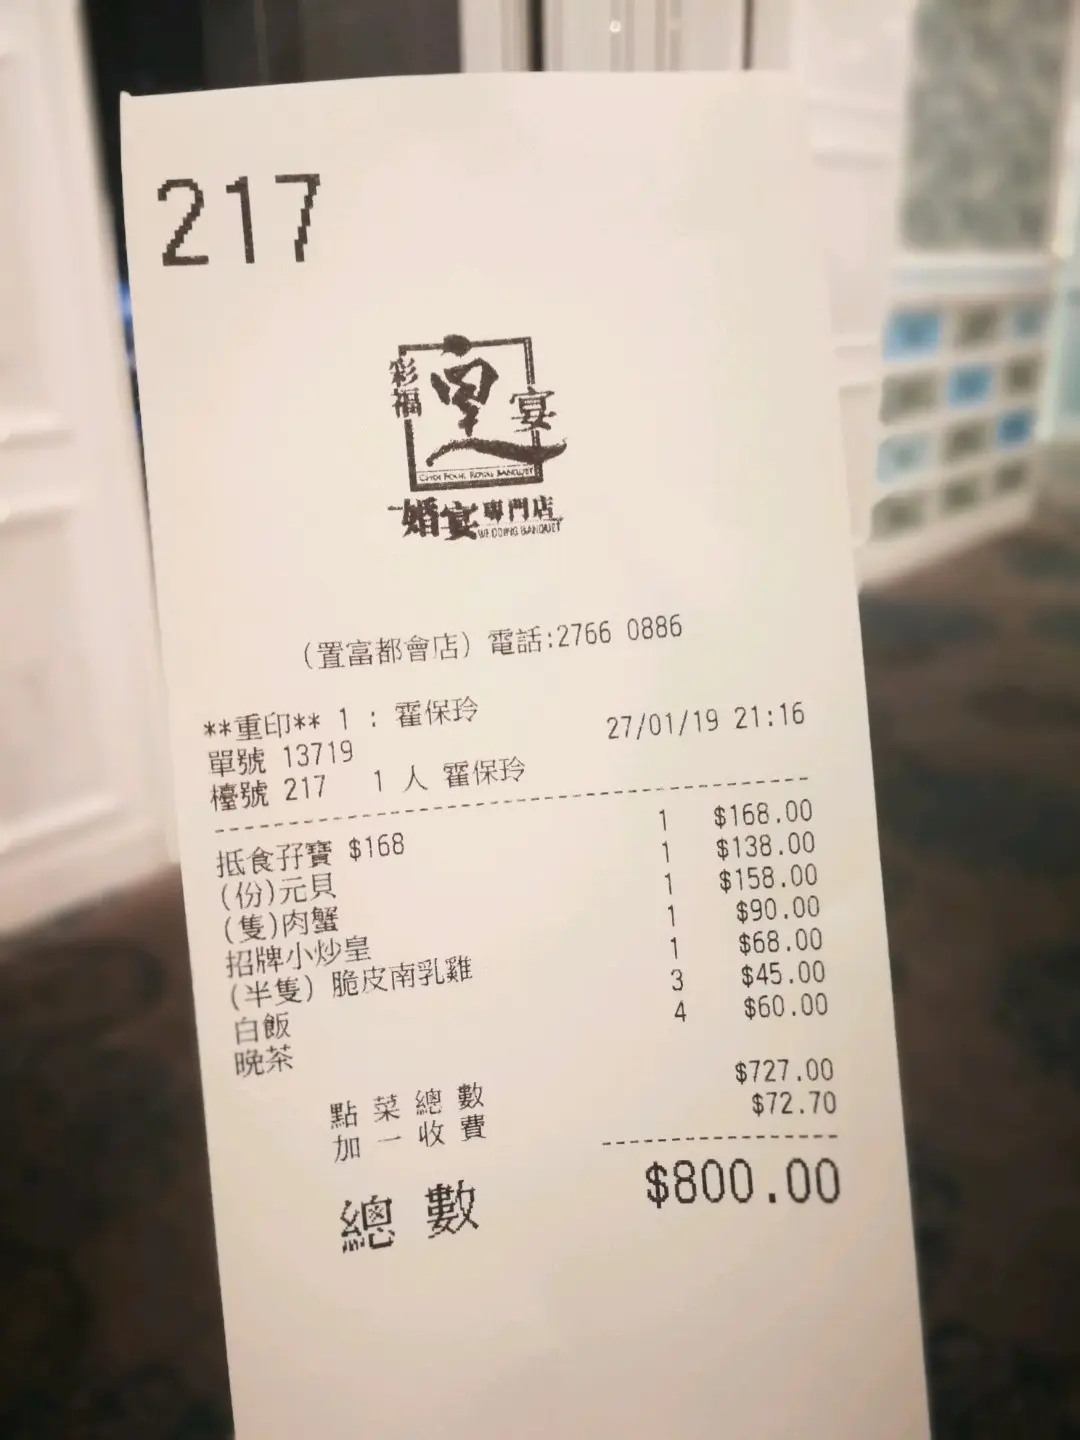 217
彩福
皇
宴
CHOI FOOK ROYAL BANQUET
婚宴專門店
WEDDING BANQUET
(置富都會店) 電話:2766 0886
**重印** 1 : 霍保玲
單號 13719 27/01/19 21:16
檯號 217 1 人 霍保玲
抵食孖寶 $168 1 $168.00
(份)元貝 1 $138.00
(隻)肉蟹 1 $158.00
招牌小炒皇 1 $90.00
(半隻) 脆皮南乳雞 1 $68.00
白飯 3 $45.00
晚茶 4 $60.00
點菜總數 $727.00
加一收費 $72.70
總數 $800.00